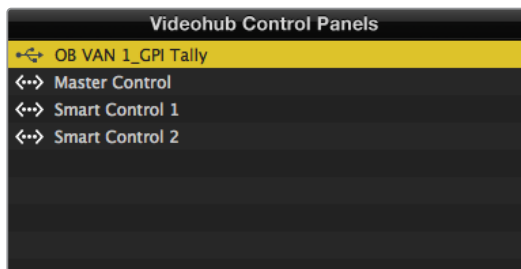 Videohub Control Panels
OB VAN 1_GPI Tally
Master Control
Smart Control 1
Smart Control 2